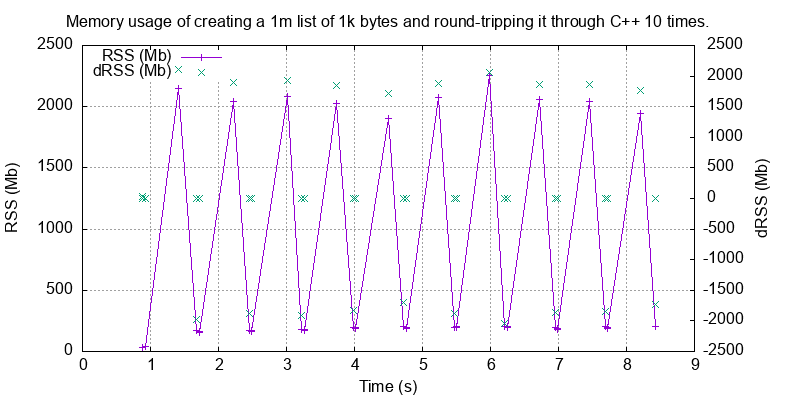 Memory usage of creating a 1m list of 1k bytes and round-tripping it through C++ 10 times.
RSS (Mb)
dRSS (Mb)
2500
2000
1500
1000
500
0
2500
2000
1500
1000
500
0
-500
-1000
-1500
-2000
-2500
0 1 2 3 4 5 6 7 8 9
RSS (Mb)
dRSS (Mb)
Time (s)